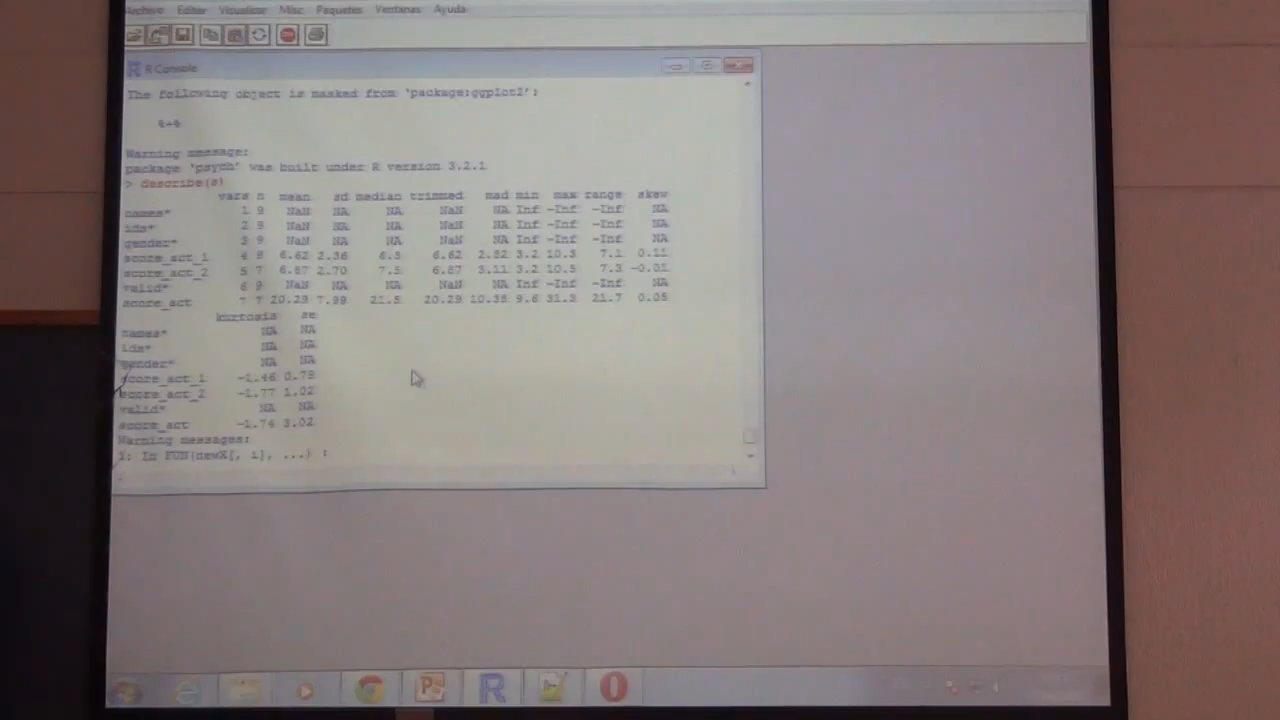 Archivo Editar Visualizar Misc Paquetes Ventanas Ayuda
R Console
The following object is masked from ‘package:ggplot2’:
%+%
Warning message:
package ‘psych’ was built under R version 3.2.1
> describe(s)
vars n mean sd median trimmed mad min max range skew
names* 1 9 NaN NA NA NaN NA Inf -Inf -Inf NA
ids* 2 9 NaN NA NA NaN NA Inf -Inf -Inf NA
gender* 3 9 NaN NA NA NaN NA Inf -Inf -Inf NA
score_act_1 4 9 6.62 2.36 6.3 6.62 2.82 3.2 10.3 7.1 0.11
score_act_2 5 7 6.87 2.70 7.5 6.87 3.11 3.2 10.5 7.3 -0.01
valid* 6 9 NaN NA NA NaN NA Inf -Inf -Inf NA
score_act 7 7 20.29 7.99 21.5 20.29 10.38 9.6 31.3 21.7 0.05
kurtosis se
names* NA NA
ids* NA NA
gender* NA NA
score_act_1 -1.46 0.79
score_act_2 -1.77 1.02
valid* NA NA
score_act -1.74 3.02
Warning messages:
1: In FUN(newX[, i], ...) :